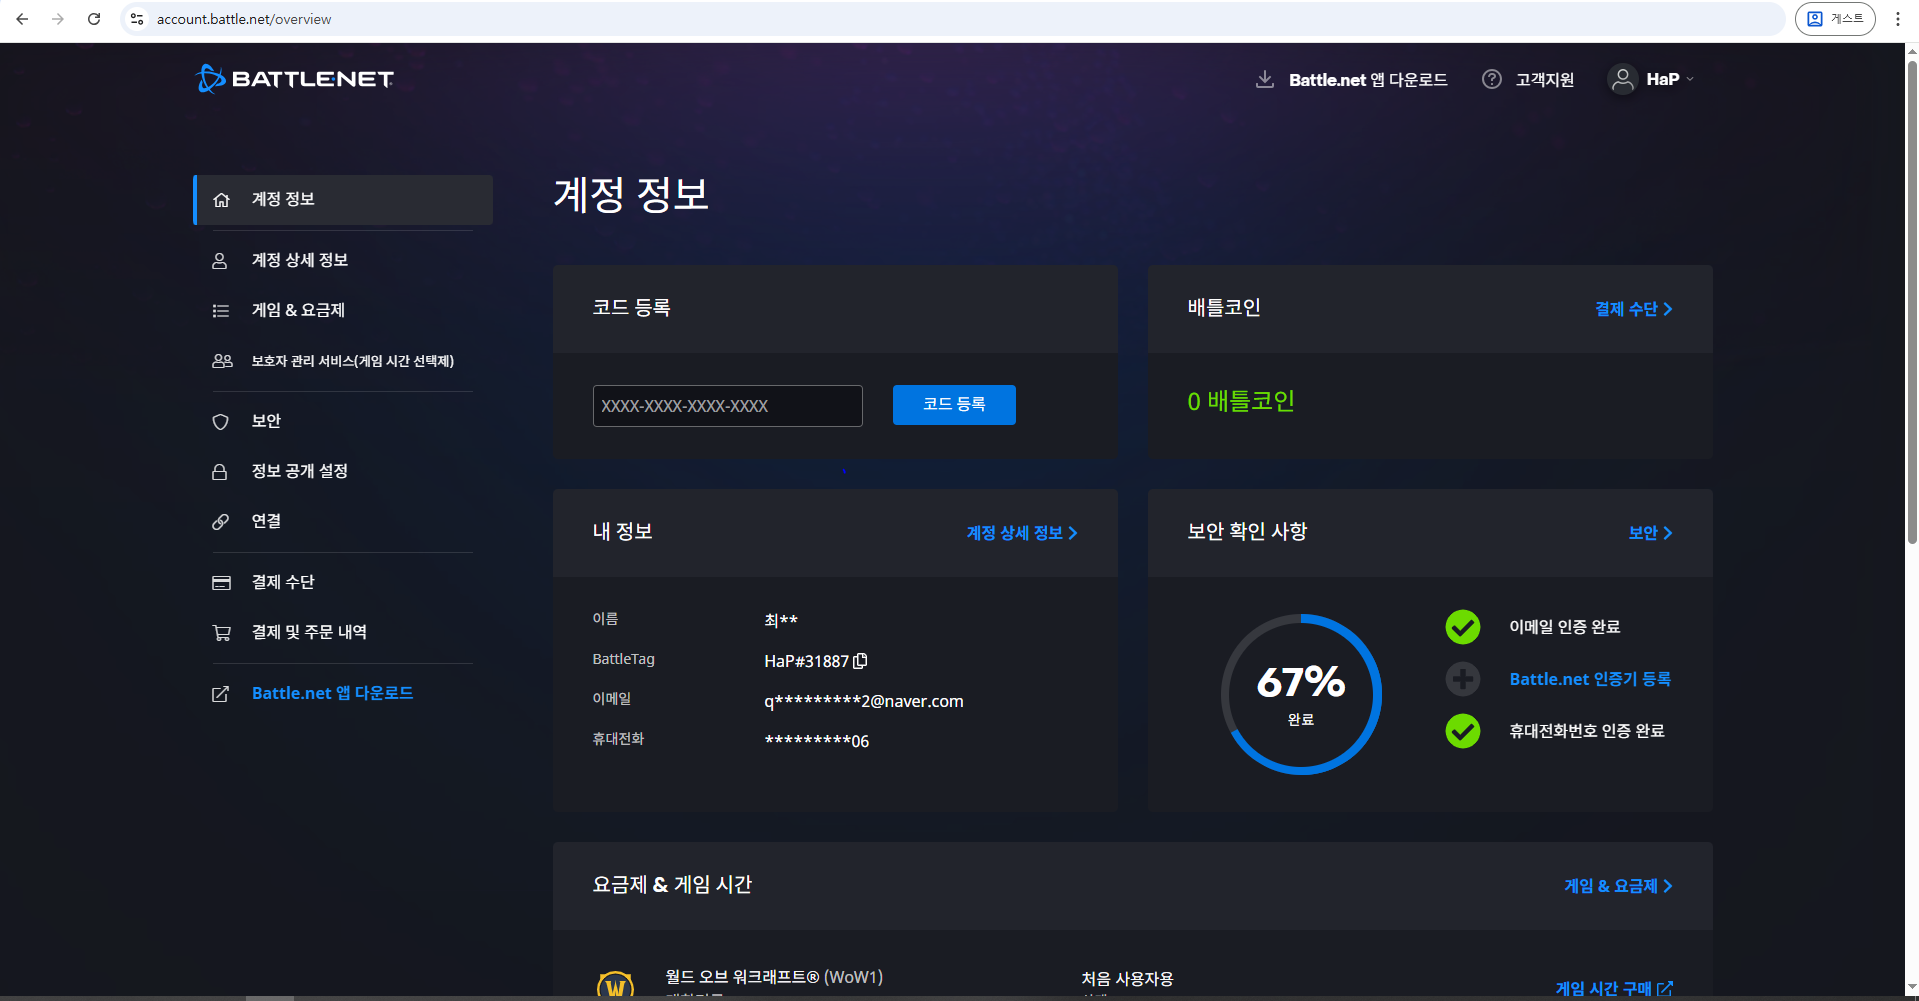 account.battle.net/overview
게스트
BATTLE.NET
Battle.net 앱 다운로드
고객지원
HaP
계정 정보
계정 상세 정보
게임 & 요금제
보호자 관리 서비스(게임 시간 선택제)
보안
정보 공개 설정
연결
결제 수단
결제 및 주문 내역
Battle.net 앱 다운로드
계정 정보
코드 등록
XXXX-XXXX-XXXX-XXXX
코드 등록
배틀코인
결제 수단
0 배틀코인
내 정보
계정 상세 정보
이름 최**
BattleTag HaP#31887
이메일 q*********2@naver.com
휴대전화 *********06
보안 확인 사항
보안
67%
완료
이메일 인증 완료
Battle.net 인증기 등록
휴대전화번호 인증 완료
요금제 & 게임 시간
게임 & 요금제
월드 오브 워크래프트® (WoW1)
처음 사용자용
게임 시간 구매